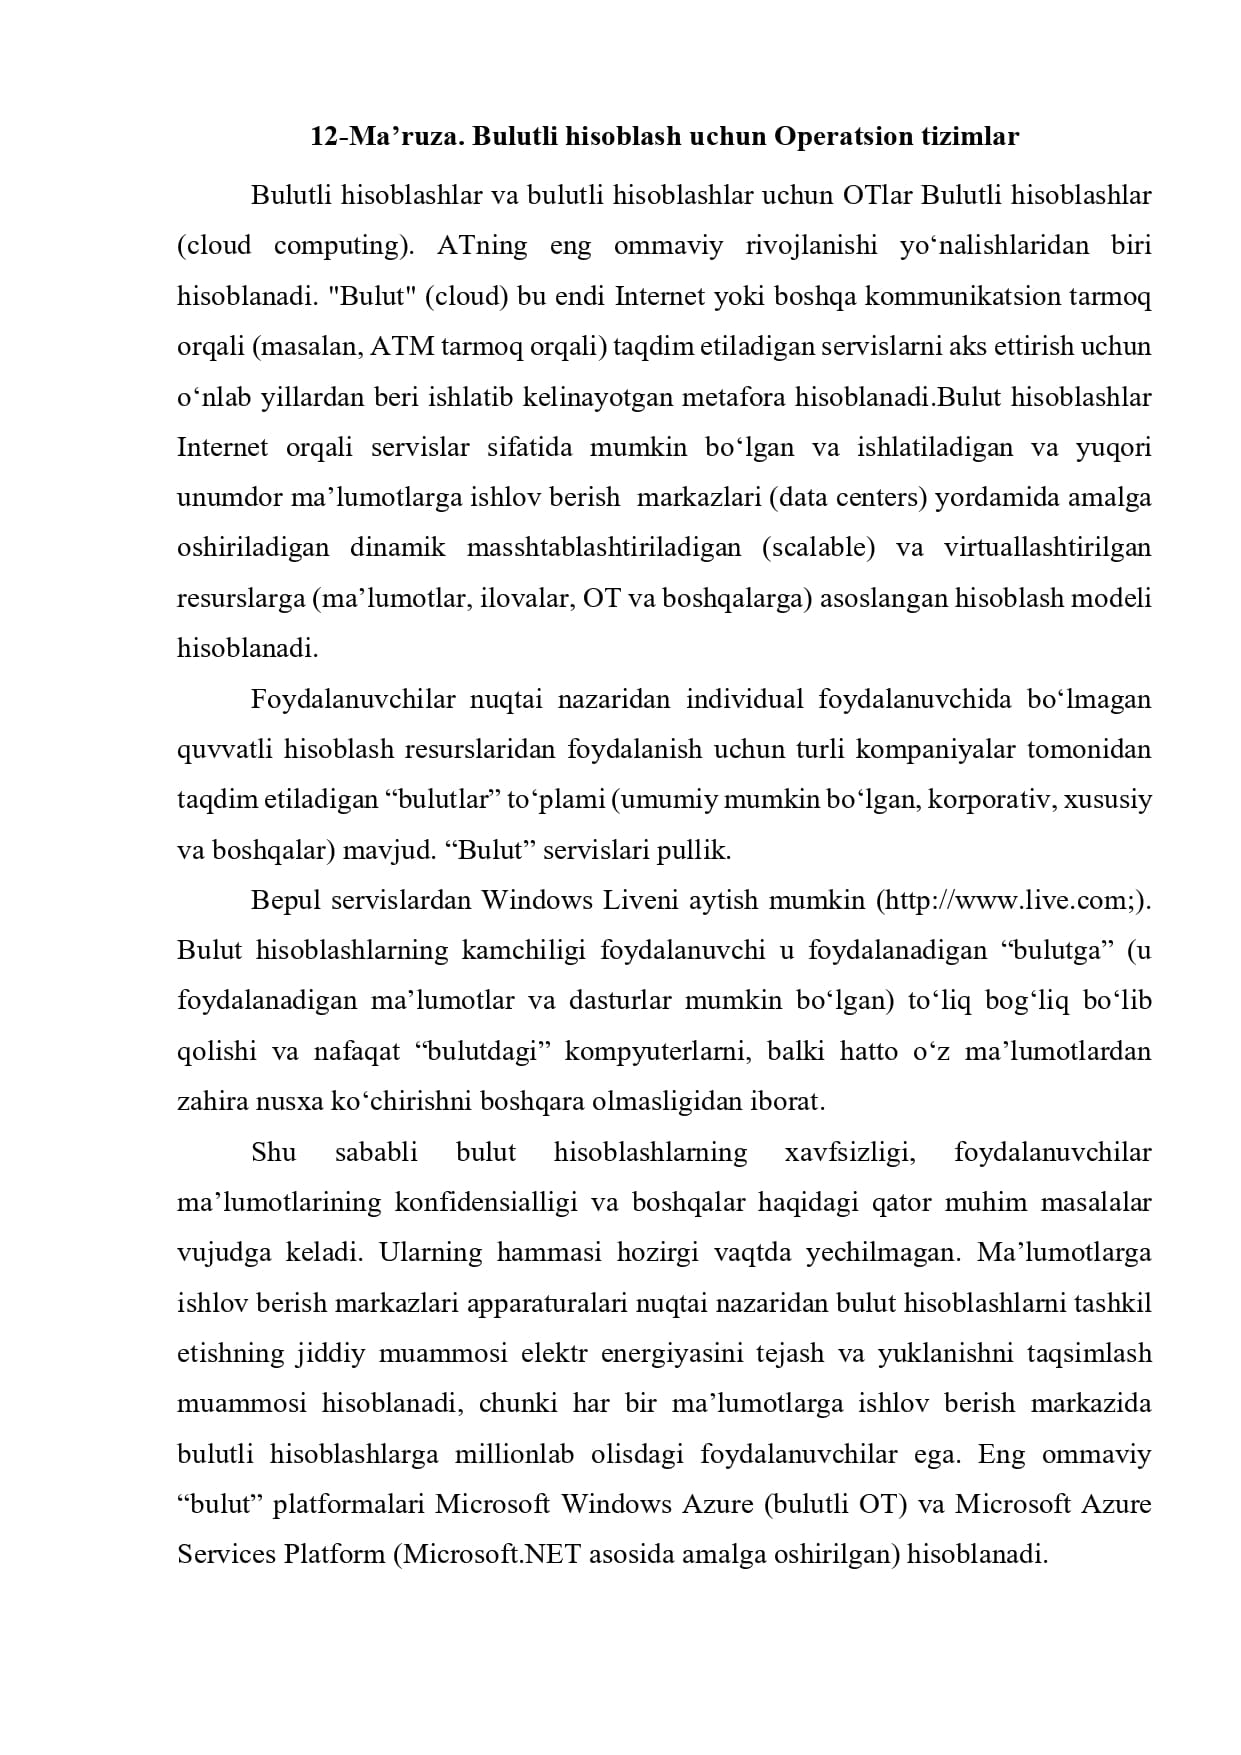 12-Ma’ruza. Bulutli hisoblash uchun Operatsion tizimlar
Bulutli hisoblashlar va bulutli hisoblashlar uchun OTlar Bulutli hisoblashlar
(cloud computing). ATning eng ommaviy rivojlanishi yo‘nalishlaridan biri
hisoblanadi. "Bulut" (cloud) bu endi Internet yoki boshqa kommunikatsion tarmoq
orqali (masalan, ATM tarmoq orqali) taqdim etiladigan servislarni aks ettirish uchun
o‘nlab yillardan beri ishlatib kelinayotgan metafora hisoblanadi.Bulut hisoblashlar
Internet orqali servislar sifatida mumkin bo‘lgan va ishlatiladigan va yuqori
unumdor ma’lumotlarga ishlov berish  markazlari (data centers) yordamida amalga
oshiriladigan dinamik masshtablashtiriladigan (scalable) va virtuallashtirilgan
resurslarga (ma’lumotlar, ilovalar, OT va boshqalarga) asoslangan hisoblash modeli
hisoblanadi.
Foydalanuvchilar nuqtai nazaridan individual foydalanuvchida bo‘lmagan
quvvatli hisoblash resurslaridan foydalanish uchun turli kompaniyalar tomonidan
taqdim etiladigan “bulutlar” to‘plami (umumiy mumkin bo‘lgan, korporativ, xususiy
va boshqalar) mavjud. “Bulut” servislari pullik.
Bepul servislardan Windows Liveni aytish mumkin (http://www.live.com;).
Bulut hisoblashlarning kamchiligi foydalanuvchi u foydalanadigan “bulutga” (u
foydalanadigan ma’lumotlar va dasturlar mumkin bo‘lgan) to‘liq bog‘liq bo‘lib
qolishi va nafaqat “bulutdagi” kompyuterlarni, balki hatto o‘z ma’lumotlardan
zahira nusxa ko‘chirishni boshqara olmasligidan iborat.
Shu sababli bulut hisoblashlarning xavfsizligi, foydalanuvchilar
ma’lumotlarining konfidensialligi va boshqalar haqidagi qator muhim masalalar
vujudga keladi. Ularning hammasi hozirgi vaqtda yechilmagan. Ma’lumotlarga
ishlov berish markazlari apparaturalari nuqtai nazaridan bulut hisoblashlarni tashkil
etishning jiddiy muammosi elektr energiyasini tejash va yuklanishni taqsimlash
muammosi hisoblanadi, chunki har bir ma’lumotlarga ishlov berish markazida
bulutli hisoblashlarga millionlab olisdagi foydalanuvchilar ega. Eng ommaviy
“bulut” platformalari Microsoft Windows Azure (bulutli OT) va Microsoft Azure
Services Platform (Microsoft.NET asosida amalga oshirilgan) hisoblanadi.